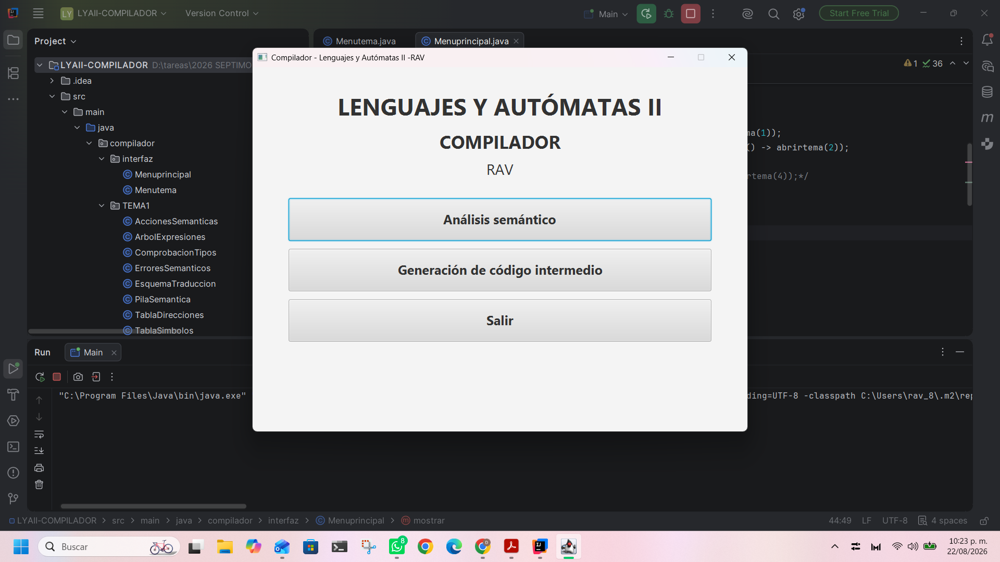 LY LYAII-COMPILADOR Version Control Main Start Free Trial
Project Menutema.java Menuprincipal.java
LYAII-COMPILADOR D:\tareas\2026 SEPTIMO
Compilador - Lenguajes y Autómatas II -RAV
1 36
.idea
src
main
java
compilador
interfaz
Menuprincipal
Menutema
TEMA1
AccionesSemanticas
ArbolExpresiones
ComprobacionTipos
ErroresSemanticos
EsquemaTraduccion
PilaSemantica
TablaDirecciones
TablaSimbolos
LENGUAJES Y AUTÓMATAS II
COMPILADOR
RAV
Análisis semántico
Generación de código intermedio
Salir
ma(1));
() -> abrirtema(2));
rtema(4));*/
Run Main
"C:\Program Files\Java\bin\java.exe" ding=UTF-8 -classpath C:\Users\rav_8\.m2\rep
LYAII-COMPILADOR > src > main > java > compilador > interfaz > Menuprincipal > mostrar 44:49 LF UTF-8 4 spaces
Buscar 8 10:23 p. m.
22/08/2026